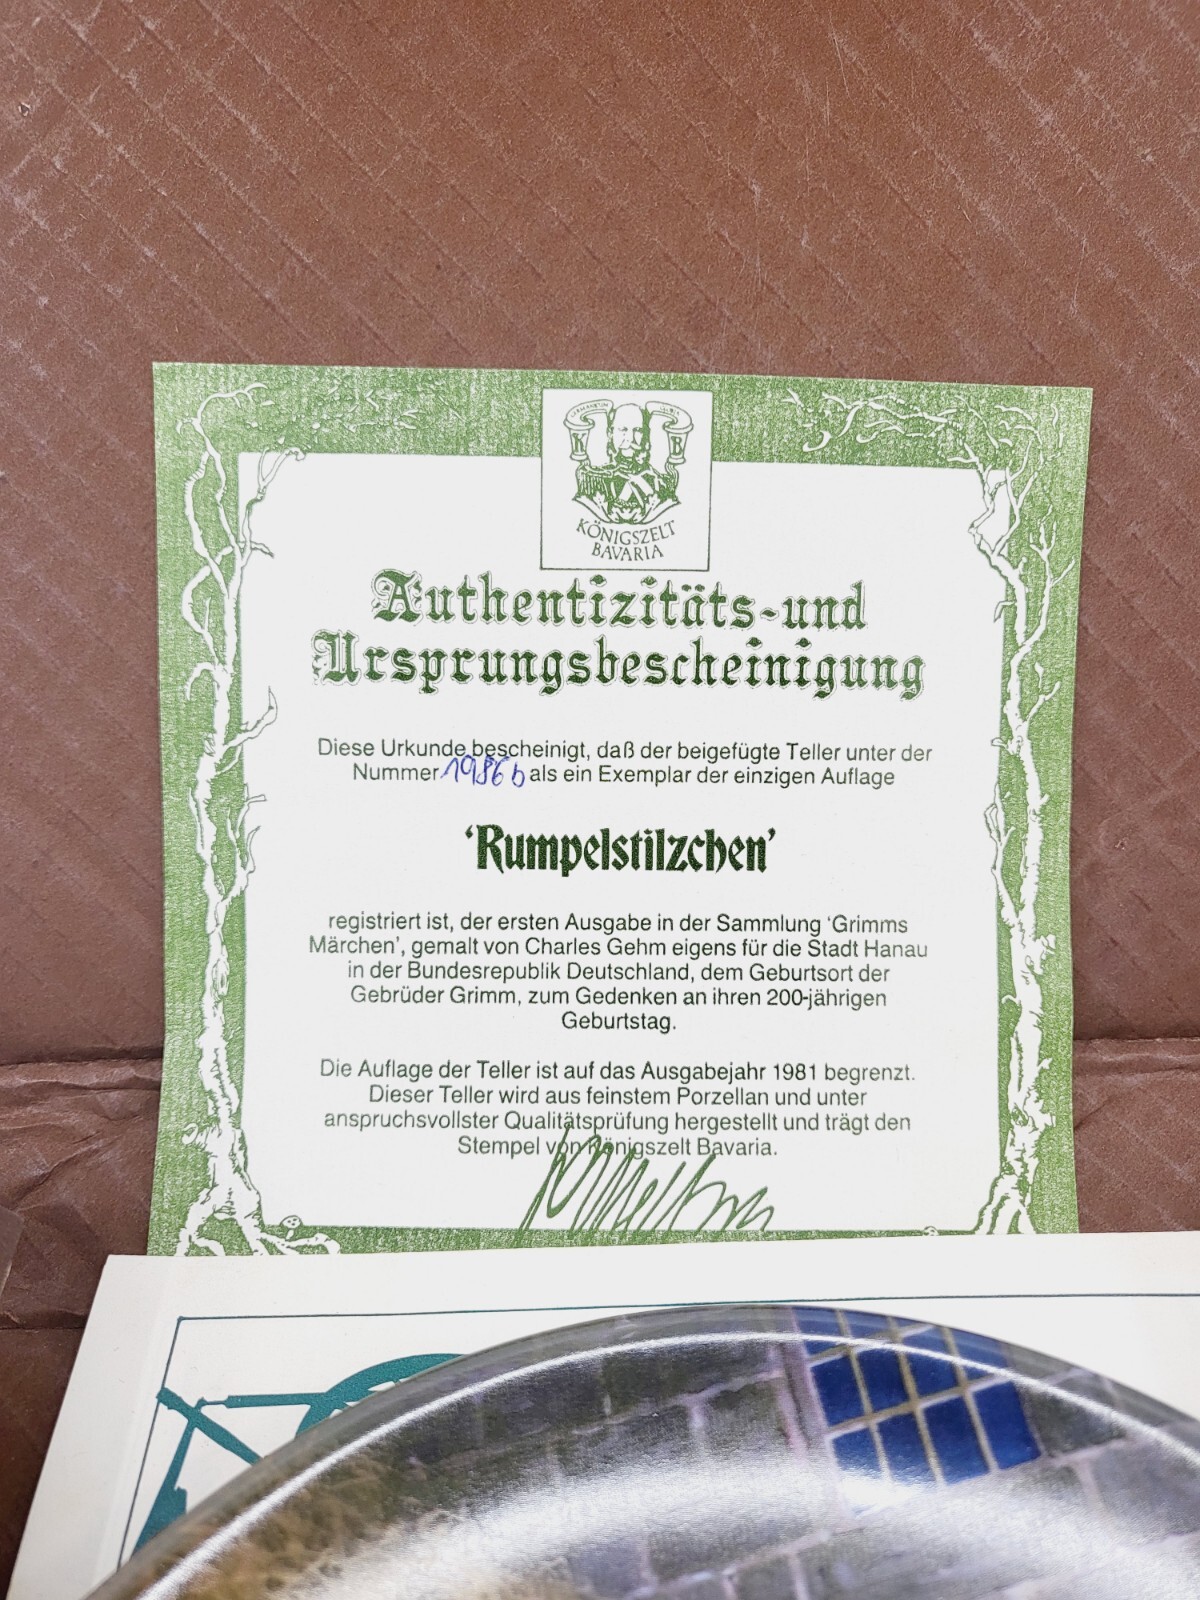 K B
KÖNIGSZELT
BAVARIA
Authentizitäts-und
Ursprungsbescheinigung
Diese Urkunde bescheinigt, daß der beigefügte Teller unter der
Nummer 19866 als ein Exemplar der einzigen Auflage
‘Rumpelstilzchen’
registriert ist, der ersten Ausgabe in der Sammlung ‘Grimms
Märchen’, gemalt von Charles Gehm eigens für die Stadt Hanau
in der Bundesrepublik Deutschland, dem Geburtsort der
Gebrüder Grimm, zum Gedenken an ihren 200-jährigen
Geburtstag.
Die Auflage der Teller ist auf das Ausgabejahr 1981 begrenzt.
Dieser Teller wird aus feinstem Porzellan und unter
anspruchsvollster Qualitätsprüfung hergestellt und trägt den
Stempel von Königszelt Bavaria.